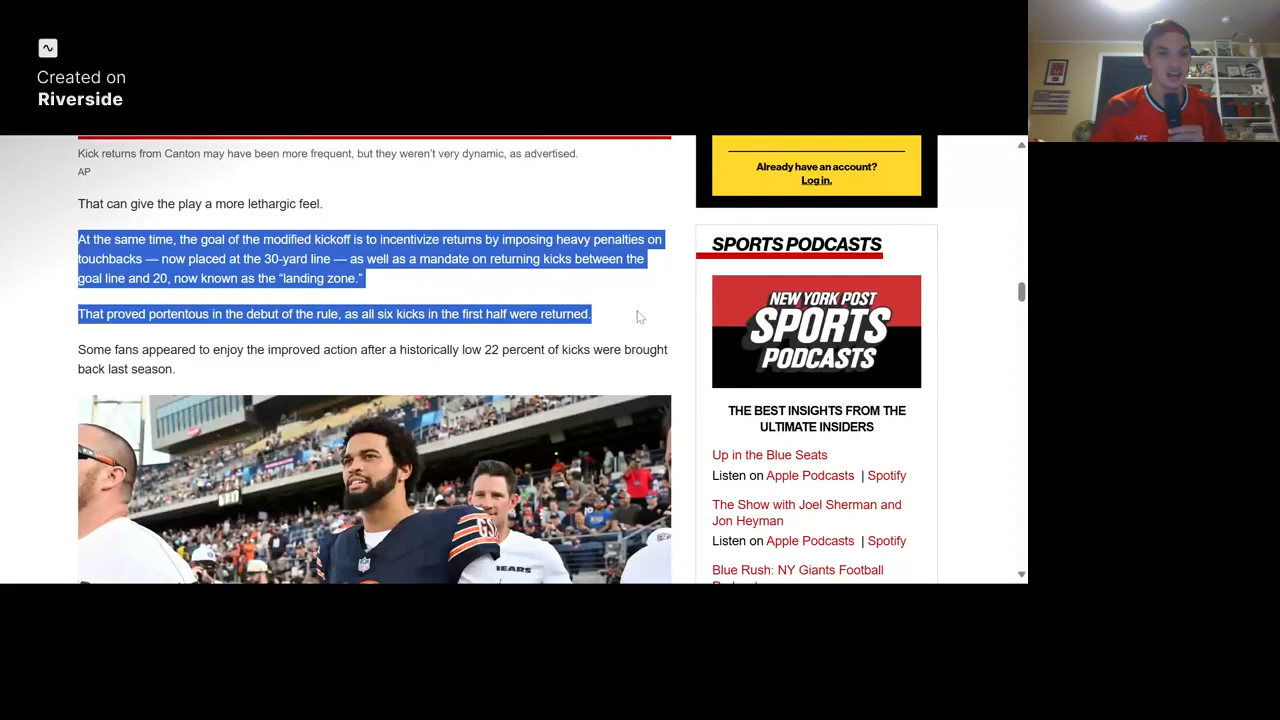 Created on
Riverside
Kick returns from Canton may have been more frequent, but they weren't very dynamic, as advertised.
AP
That can give the play a more lethargic feel.
At the same time, the goal of the modified kickoff is to incentivize returns by imposing heavy penalties on
touchbacks — now placed at the 30-yard line — as well as a mandate on returning kicks between the
goal line and 20, now known as the "landing zone."
That proved portentous in the debut of the rule, as all six kicks in the first half were returned.
Some fans appeared to enjoy the improved action after a historically low 22 percent of kicks were brought
back last season.
GSH
BEARS
Already have an account?
Log in.
SPORTS PODCASTS
NEW YORK POST
SPORTS
PODCASTS
THE BEST INSIGHTS FROM THE
ULTIMATE INSIDERS
Up in the Blue Seats
Listen on Apple Podcasts | Spotify
The Show with Joel Sherman and
Jon Heyman
Listen on Apple Podcasts | Spotify
Blue Rush: NY Giants Football
AFC